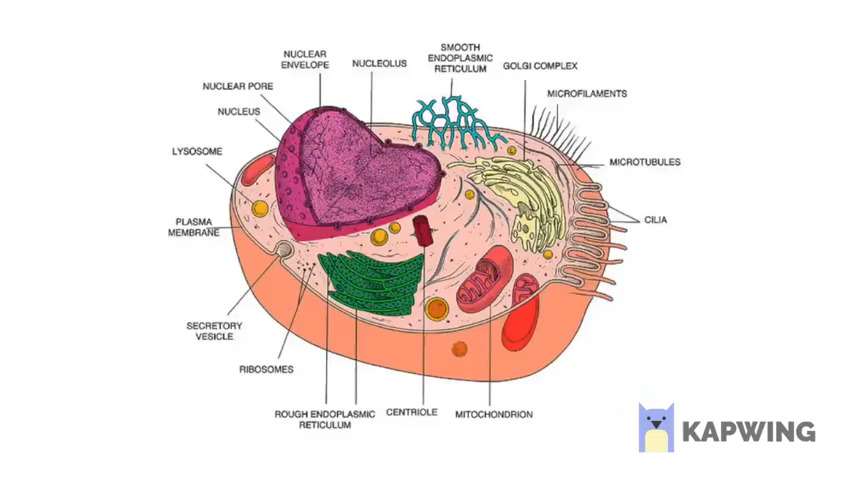 NUCLEAR
ENVELOPE
NUCLEOLUS
SMOOTH
ENDOPLASMIC
RETICULUM
GOLGI COMPLEX
NUCLEAR PORE
MICROFILAMENTS
NUCLEUS
LYSOSOME
MICROTUBULES
PLASMA
MEMBRANE
CILIA
SECRETORY
VESICLE
RIBOSOMES
ROUGH ENDOPLASMIC
RETICULUM
CENTRIOLE
MITOCHONDRION
KAPWING